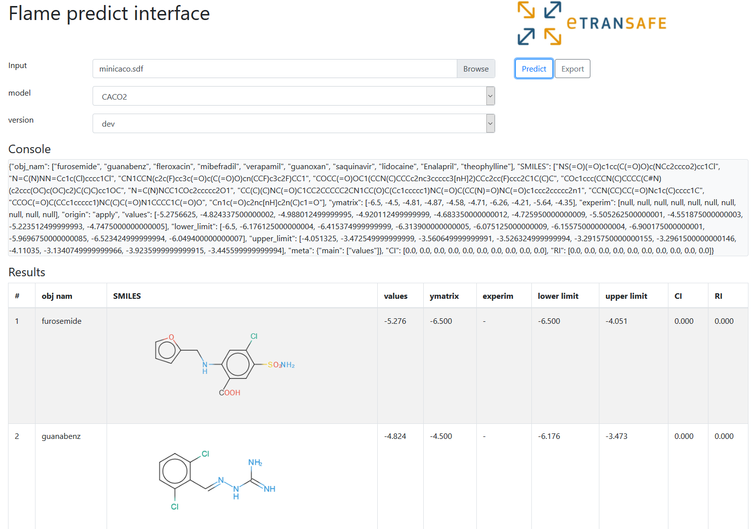 Flame predict interface
eTRANSAFE
Input
minicaco.sdf
Browse
Predict
Export
model
CACO2
version
dev
Console
{"obj_nam": ["furosemide", "guanabenz", "fleroxacin", "mibefradil", "verapamil", "guanoxan", "saquinavir", "lidocaine", "Enalapril", "theophylline"], "SMILES": ["NS(=O)(=O)c1cc(C(=O)O)c(NCc2ccco2)cc1Cl",
"N=C(N)NN=Cc1c(Cl)cccc1Cl", "CN1CCN(c2c(F)cc3c(=O)c(C(=O)O)cn(CCF)c3c2F)CC1", "COCC(=O)OC1(CCN(C)CCCc2nc3ccccc3[nH]2)CCc2cc(F)ccc2C1C(C)C", "COc1ccc(CCN(C)CCCC(C#N)
(c2ccc(OC)c(OC)c2)C(C)C)cc1OC", "N=C(N)NCC1COc2ccccc2O1", "CC(C)(C)NC(=O)C1CC2CCCCC2CN1CC(O)C(Cc1ccccc1)NC(=O)C(CC(N)=O)NC(=O)c1ccc2ccccc2n1", "CCN(CC)CC(=O)Nc1c(C)cccc1C",
"CCOC(=O)C(CCc1ccccc1)NC(C)C(=O)N1CCCC1C(=O)O", "Cn1c(=O)c2nc[nH]c2n(C)c1=O"], "ymatrix": [-6.5, -4.5, -4.81, -4.87, -4.58, -4.71, -6.26, -4.21, -5.64, -4.35], "experim": [null, null, null, null, null, null, null,
null, null, null], "origin": "apply", "values": [-5.2756625, -4.824337500000002, -4.988012499999995, -4.920112499999999, -4.683350000000012, -4.725950000000009, -5.505262500000001, -4.551875000000003,
-5.223512499999993, -4.7475000000000005], "lower_limit": [-6.5, -6.176125000000004, -6.415374999999999, -6.313900000000005, -6.075125000000009, -6.155750000000004, -6.900175000000001,
-5.9696750000000085, -6.523424999999994, -6.049400000000007], "upper_limit": [-4.051325, -3.472549999999999, -3.560649999999991, -3.526324999999994, -3.2915750000000155, -3.2961500000000146,
-4.11035, -3.1340749999999966, -3.9235999999999915, -3.445599999999994], "meta": {"main": ["values"]}, "CI": [0.0, 0.0, 0.0, 0.0, 0.0, 0.0, 0.0, 0.0, 0.0, 0.0], "RI": [0.0, 0.0, 0.0, 0.0, 0.0, 0.0, 0.0, 0.0, 0.0, 0.0]}
Results
# obj nam SMILES values ymatrix experim lower limit upper limit CI RI
1 furosemide -5.276 -6.500 - -6.500 -4.051 0.000 0.000
O Cl
N
H
SO2NH2
COOH
2 guanabenz -4.824 -4.500 - -6.176 -3.473 0.000 0.000
Cl
NH2
N
N
H
NH
Cl